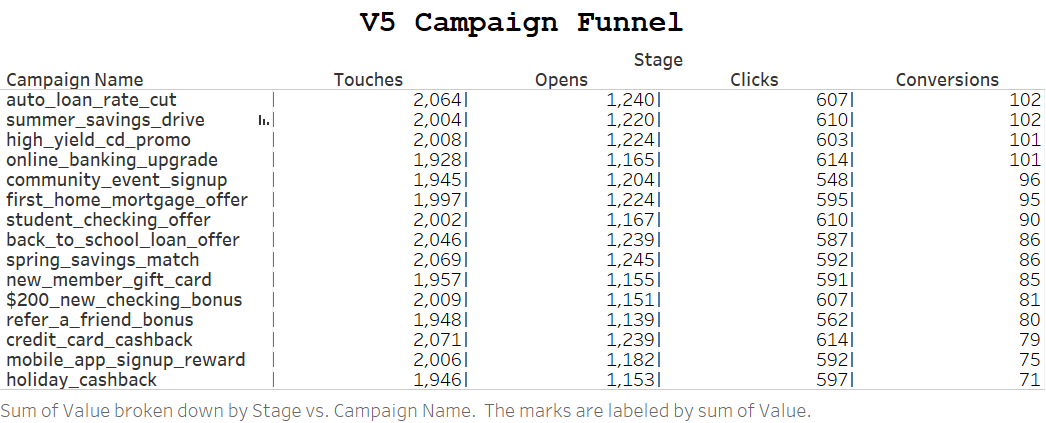 V5 Campaign Funnel
Stage
Campaign Name Touches Opens Clicks Conversions
auto_loan_rate_cut 2,064 1,240 607 102
summer_savings_drive 2,004 1,220 610 102
high_yield_cd_promo 2,008 1,224 603 101
online_banking_upgrade 1,928 1,165 614 101
community_event_signup 1,945 1,204 548 96
first_home_mortgage_offer 1,997 1,224 595 95
student_checking_offer 2,002 1,167 610 90
back_to_school_loan_offer 2,046 1,239 587 86
spring_savings_match 2,069 1,245 592 86
new_member_gift_card 1,957 1,155 591 85
$200_new_checking_bonus 2,009 1,151 607 81
refer_a_friend_bonus 1,948 1,139 562 80
credit_card_cashback 2,071 1,239 614 79
mobile_app_signup_reward 2,006 1,182 592 75
holiday_cashback 1,946 1,153 597 71
Sum of Value broken down by Stage vs. Campaign Name. The marks are labeled by sum of Value.